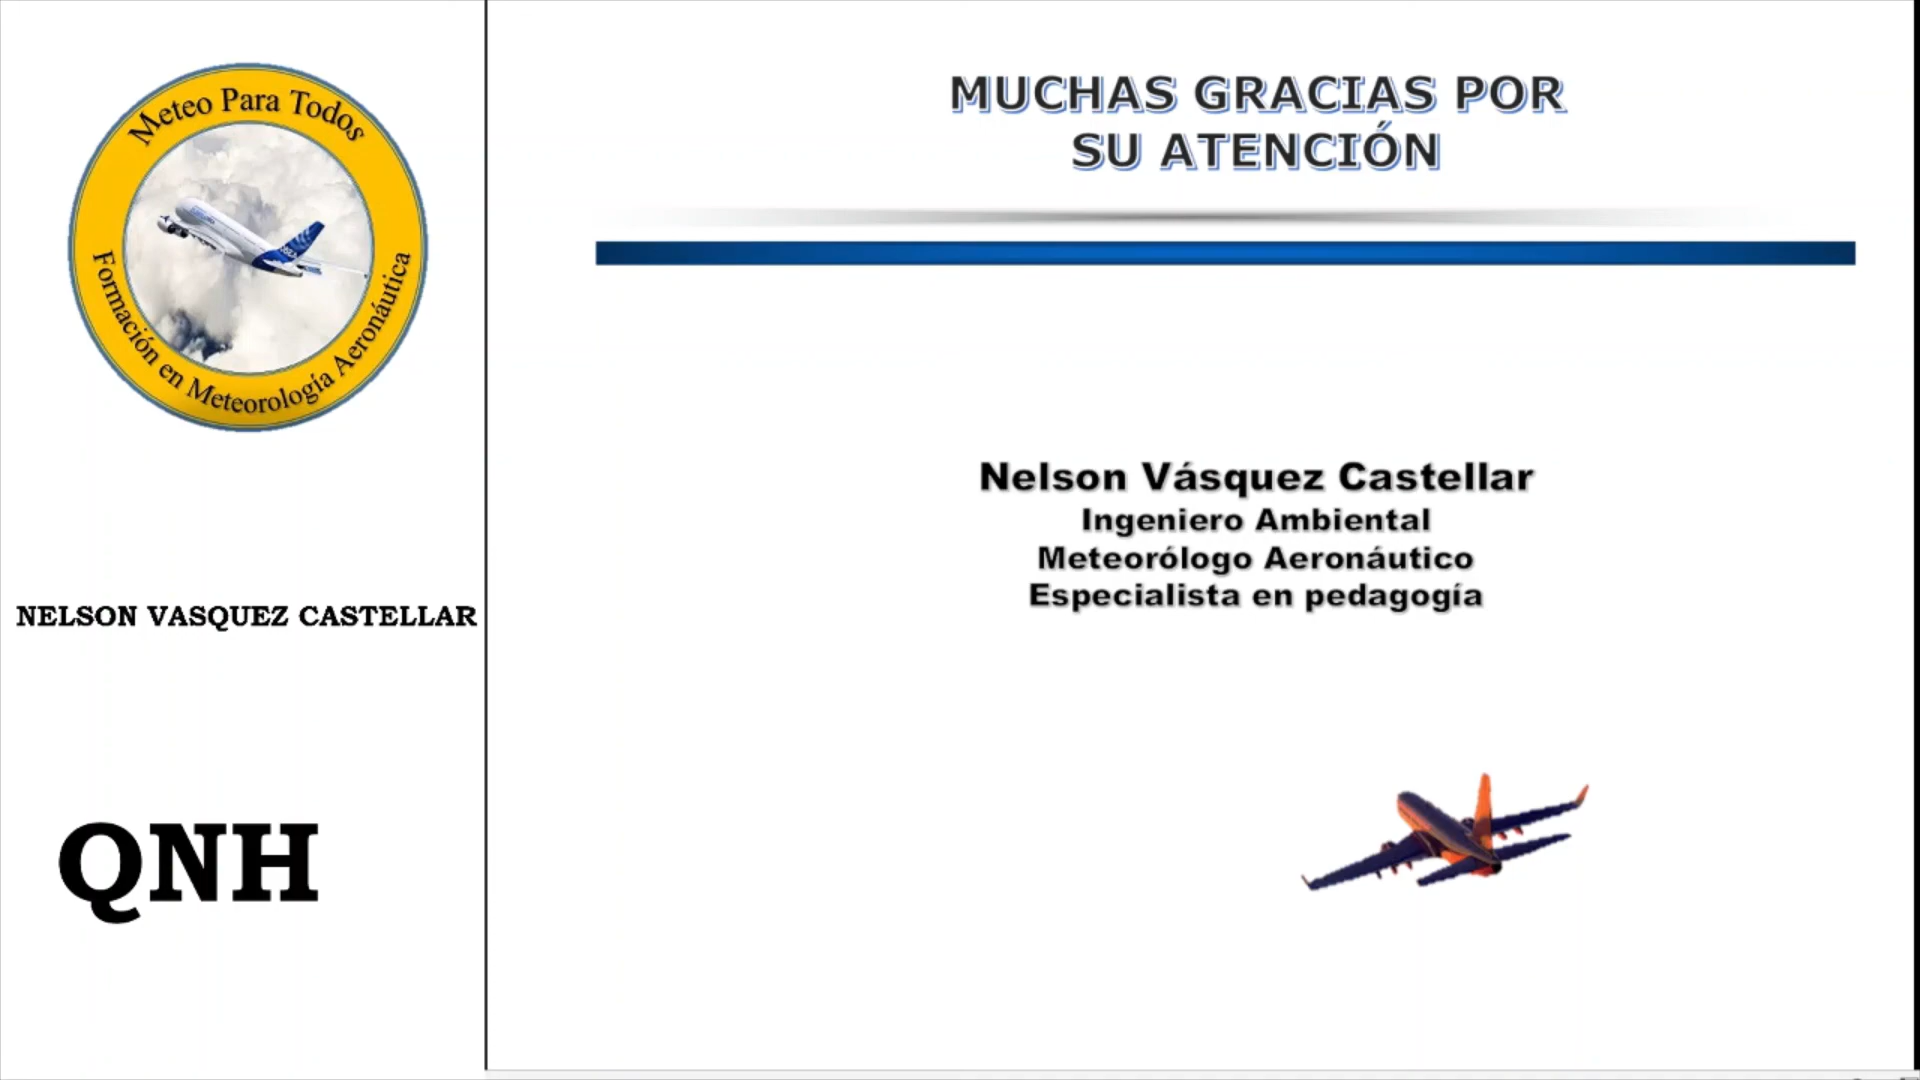 Meteo Para Todos
Formación en Meteorología Aeronáutica
NELSON VASQUEZ CASTELLAR
QNH
MUCHAS GRACIAS POR
SU ATENCIÓN
Nelson Vásquez Castellar
Ingeniero Ambiental
Meteorólogo Aeronáutico
Especialista en pedagogía